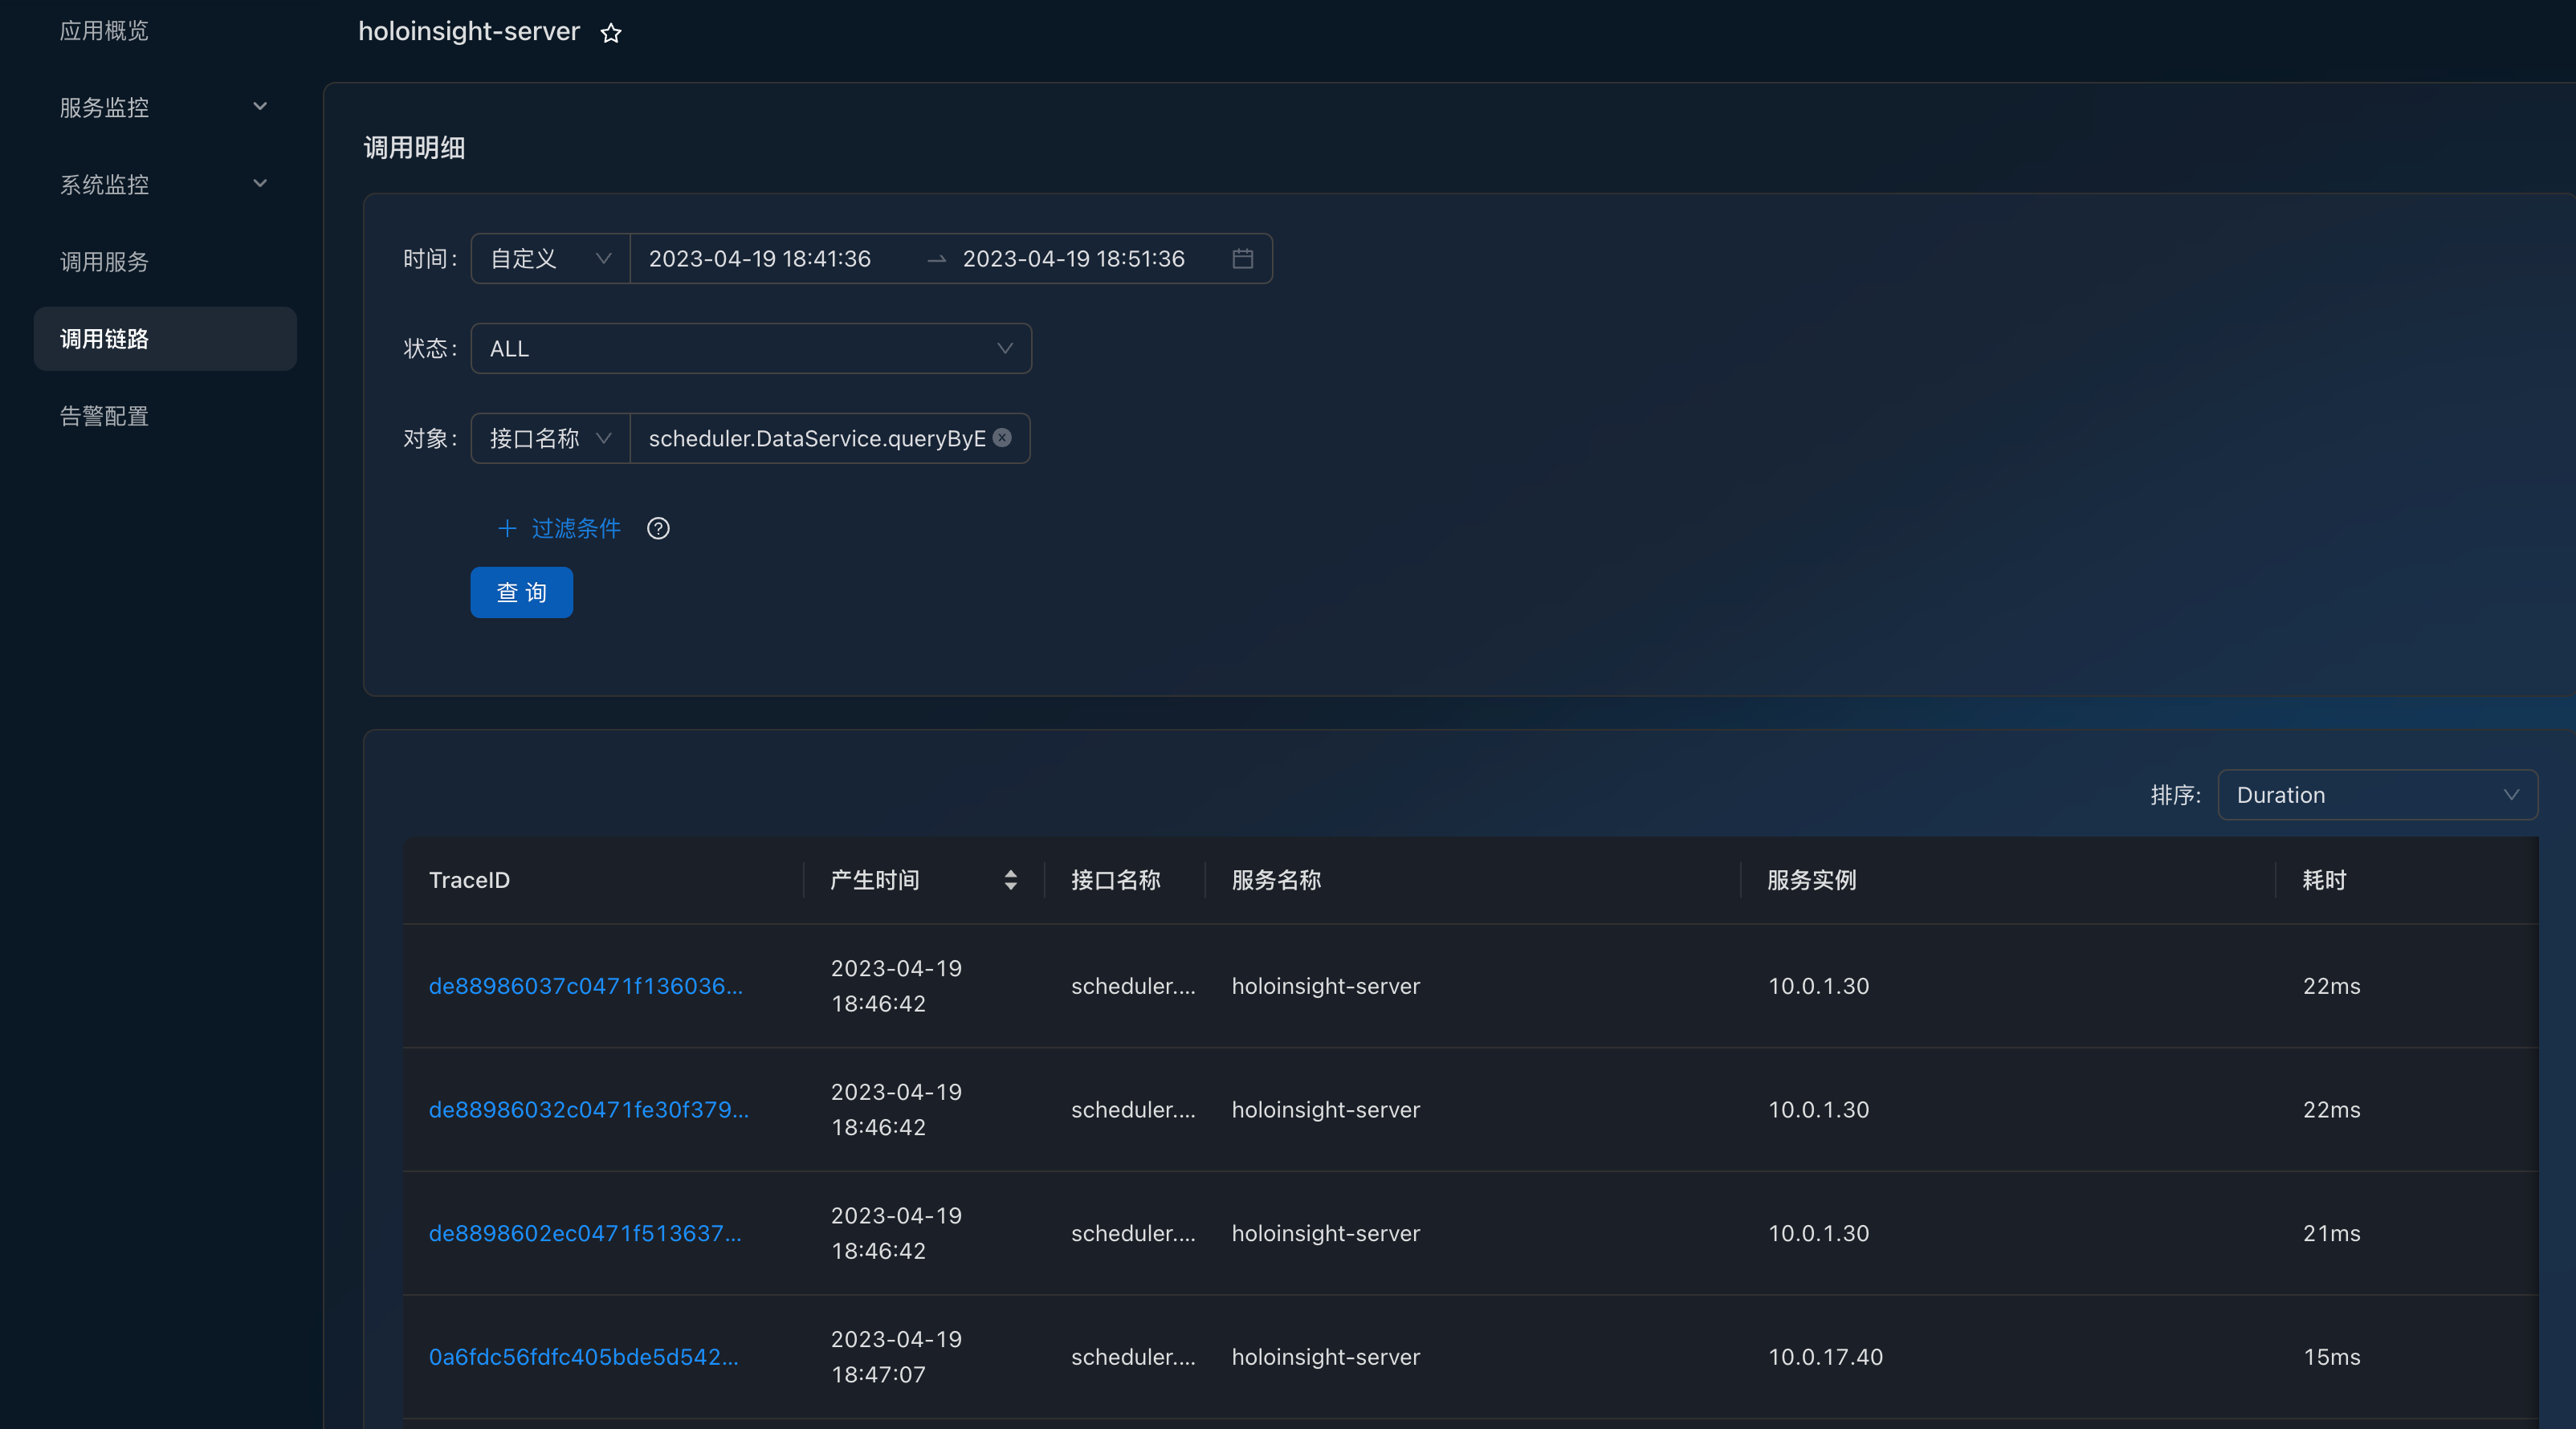 应用概览
服务监控
系统监控
调用服务
调用链路
告警配置
holoinsight-server
调用明细
时间: 自定义 2023-04-19 18:41:36 → 2023-04-19 18:51:36
状态: ALL
对象: 接口名称 scheduler.DataService.queryByE
+ 过滤条件 ?
查 询
排序: Duration
TraceID 产生时间 接口名称 服务名称 服务实例 耗时
de88986037c0471f136036... 2023-04-19 18:46:42 scheduler.... holoinsight-server 10.0.1.30 22ms
de88986032c0471fe30f379... 2023-04-19 18:46:42 scheduler.... holoinsight-server 10.0.1.30 22ms
de8898602ec0471f513637... 2023-04-19 18:46:42 scheduler.... holoinsight-server 10.0.1.30 21ms
0a6fdc56fdfc405bde5d542... 2023-04-19 18:47:07 scheduler.... holoinsight-server 10.0.17.40 15ms